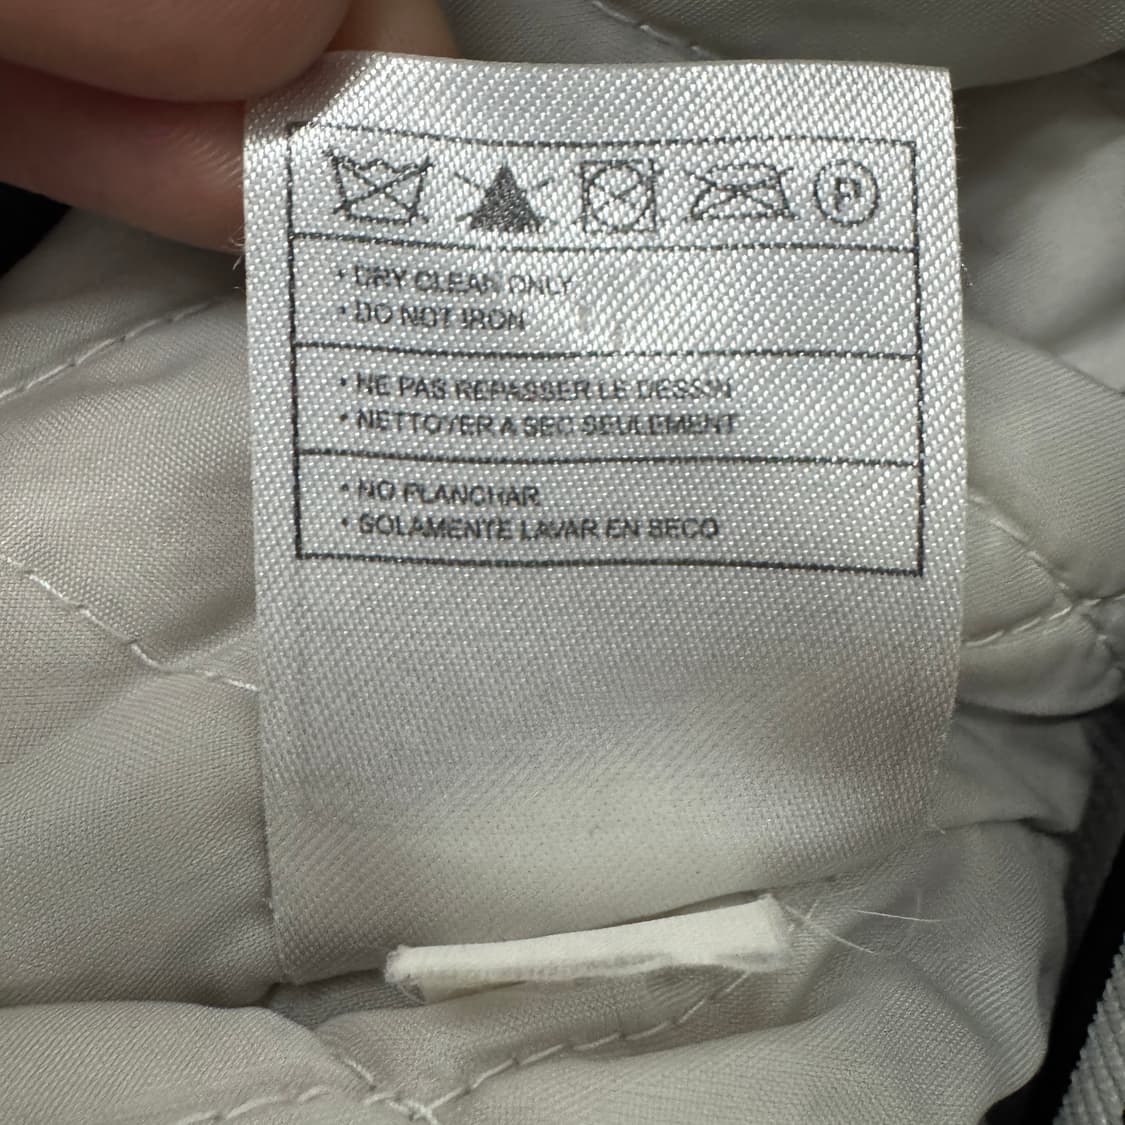 P
• DRY CLEAN ONLY
• DO NOT IRON
• NE PAS REPASSER LE DESSIN
• NETTOYER A SEC SEULEMENT
• NO PLANCHAR
• SOLAMENTE LAVAR EN SECO